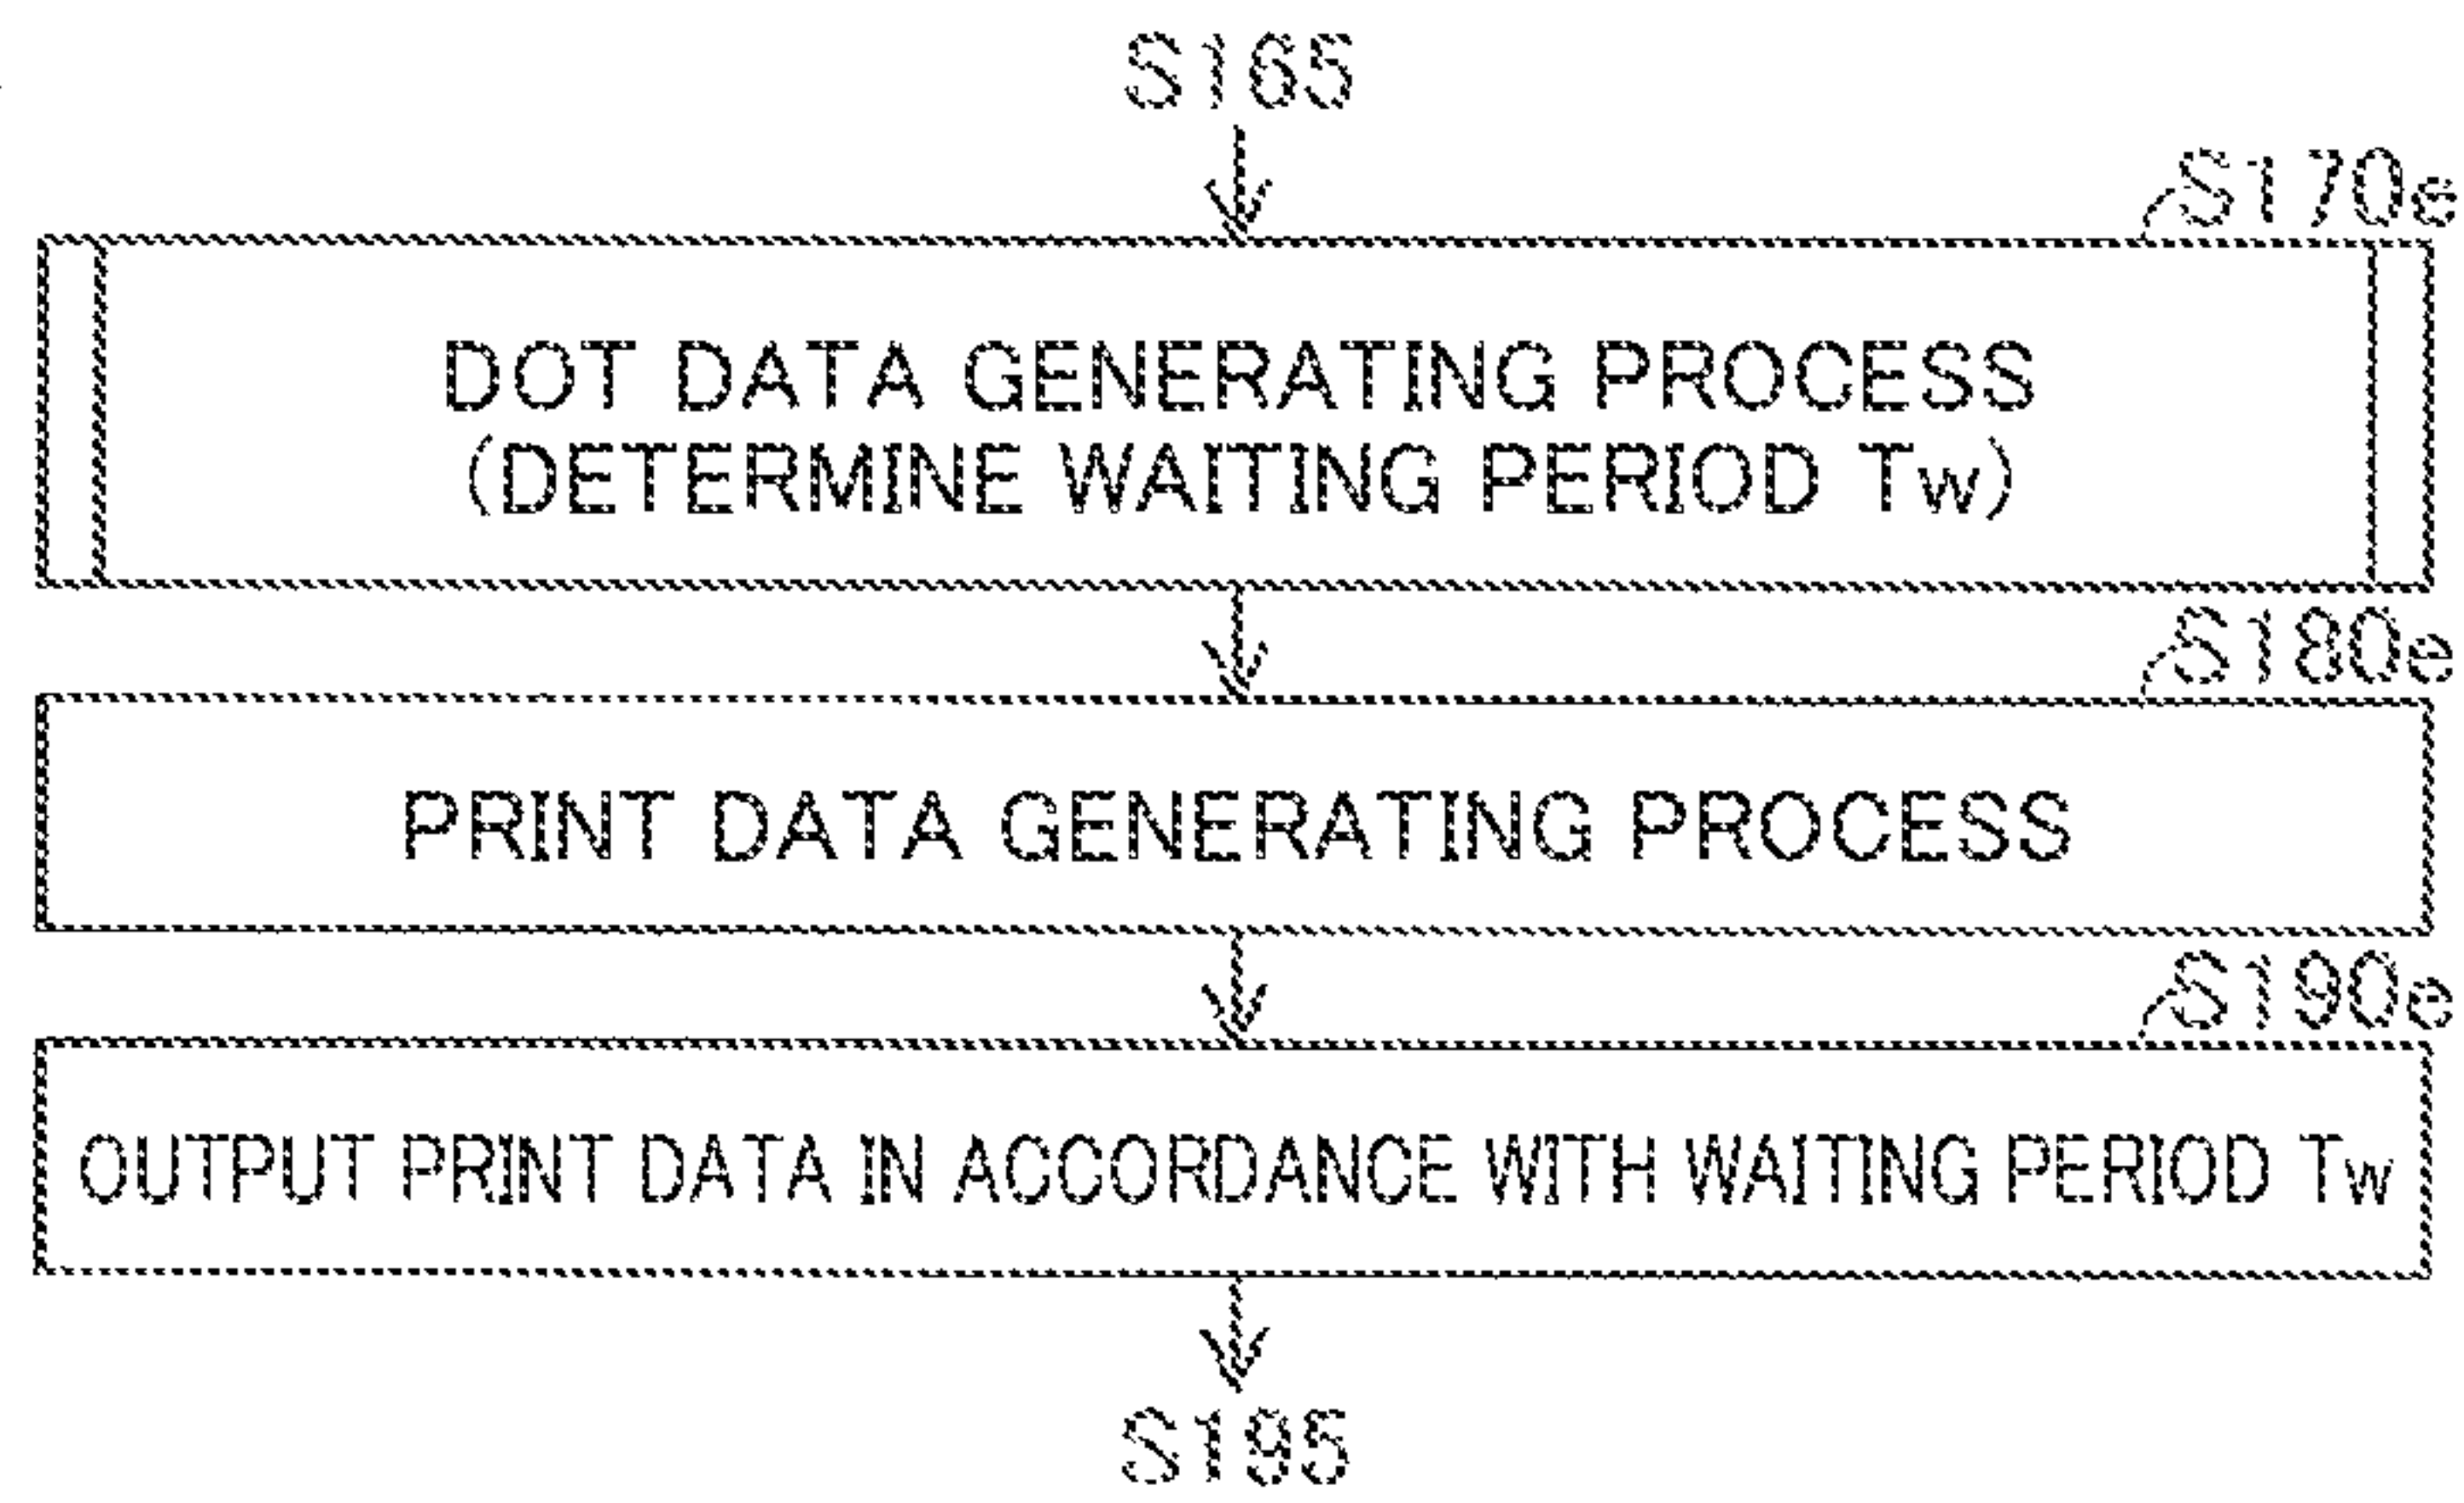 S165
S170e
DOT DATA GENERATING PROCESS
(DETERMINE WAITING PERIOD Tw)
S180e
PRINT DATA GENERATING PROCESS
S190e
OUTPUT PRINT DATA IN ACCORDANCE WITH WAITING PERIOD Tw
S195